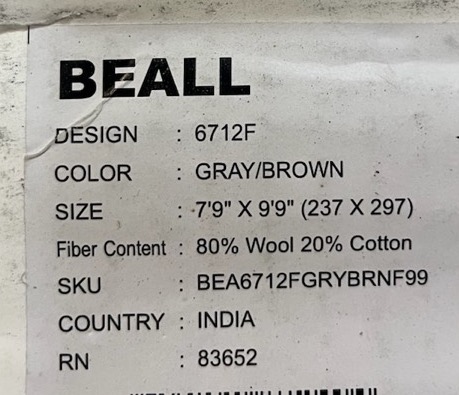 BEALL
DESIGN : 6712F
COLOR : GRAY/BROWN
SIZE : 7'9" X 9'9" (237 X 297)
Fiber Content : 80% Wool 20% Cotton
SKU : BEA6712FGRYBRNF99
COUNTRY : INDIA
RN : 83652